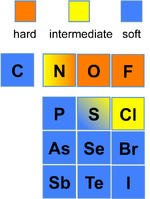 hard intermediate soft
C N O F
P S Cl
As Se Br
Sb Te I